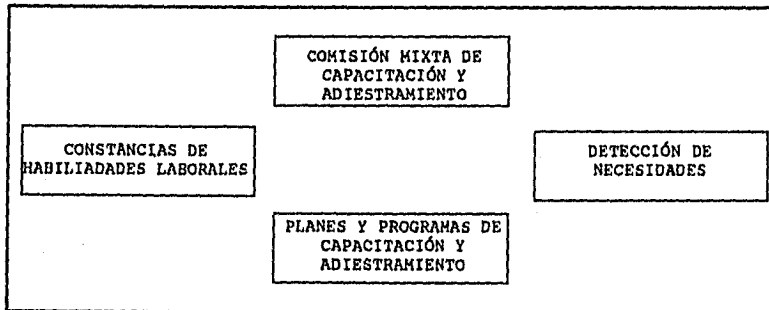 COMISIÓN MIXTA DE
CAPACITACIÓN Y
ADIESTRAMIENTO
CONSTANCIAS DE
HABILIADADES LABORALES
DETECCIÓN DE
NECESIDADES
PLANES Y PROGRAMAS DE
CAPACITACIÓN Y
ADIESTRAMIENTO